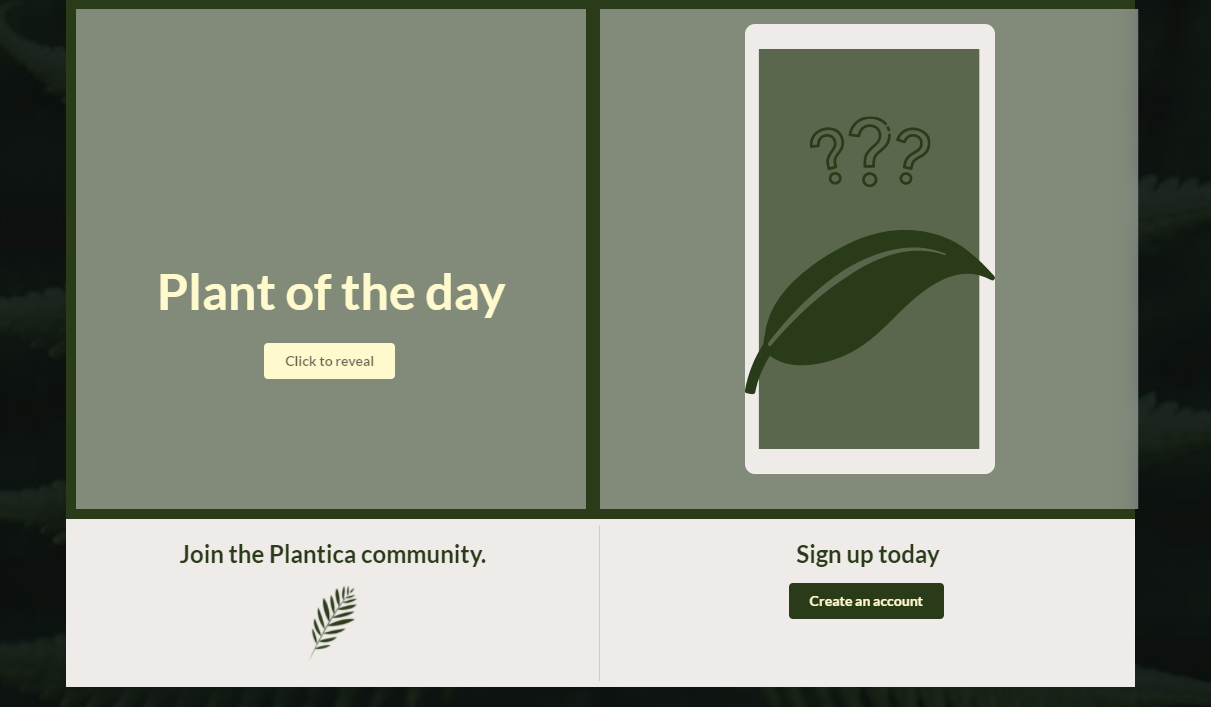 ???
Plant of the day
Click to reveal
Join the Plantica community.
Sign up today
Create an account